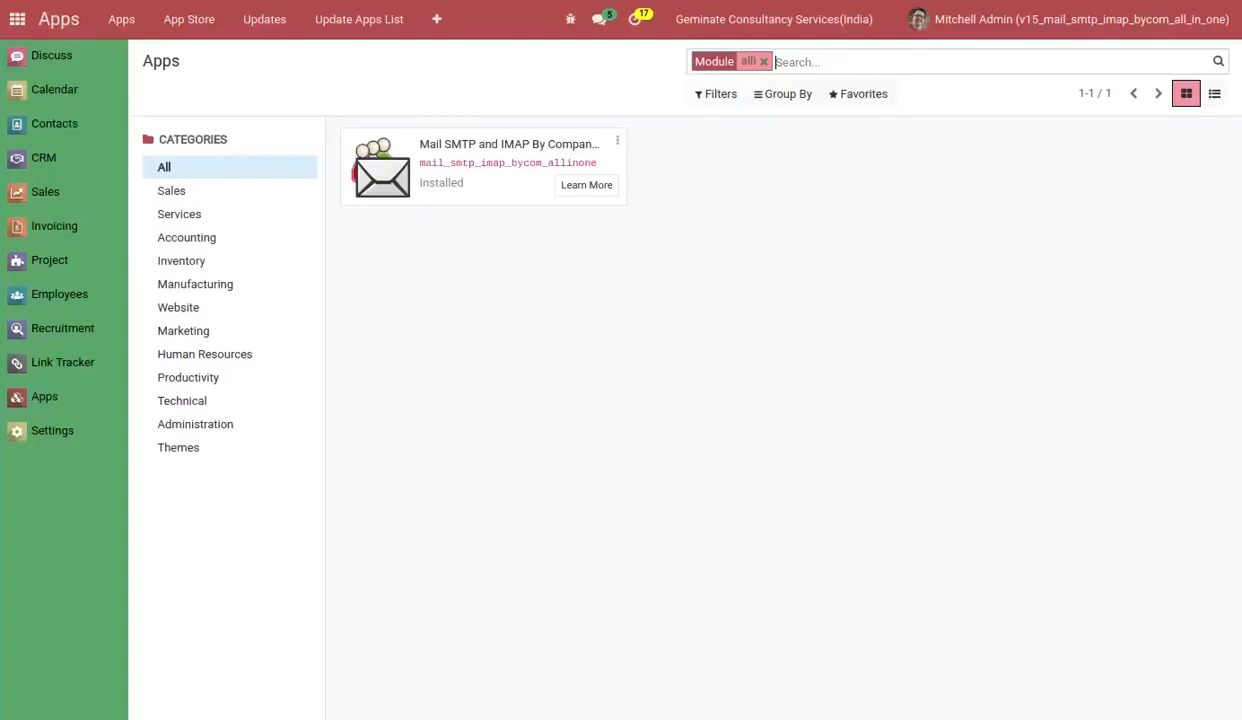 Apps
Apps
App Store
Updates
Update Apps List
5
17
Geminate Consultancy Services(India)
Mitchell Admin (v15_mail_smtp_imap_bycom_all_in_one)
Discuss
Calendar
Contacts
CRM
Sales
Invoicing
Project
Employees
Recruitment
Link Tracker
Apps
Settings
Apps
Module alli
Search...
Filters
Group By
Favorites
1-1 / 1
CATEGORIES
All
Sales
Services
Accounting
Inventory
Manufacturing
Website
Marketing
Human Resources
Productivity
Technical
Administration
Themes
Mail SMTP and IMAP By Compan...
mail_smtp_imap_bycom_allinone
Installed
Learn More